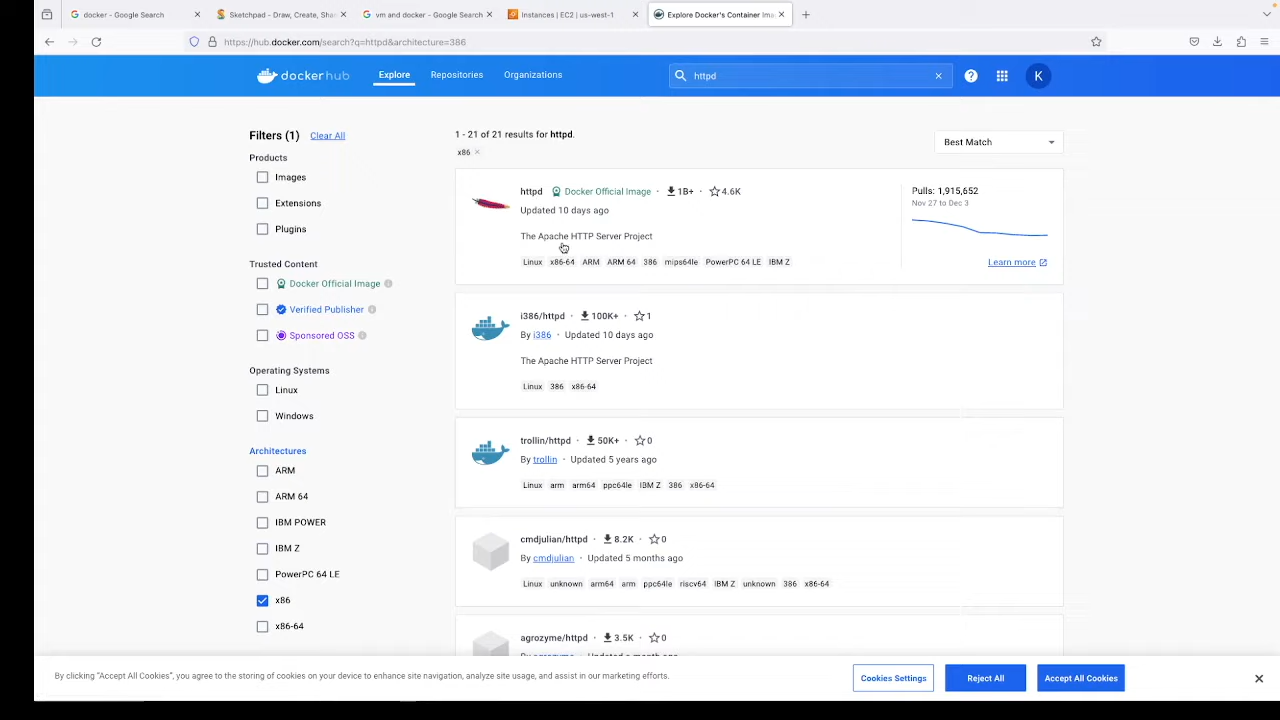 docker - Google Search
Sketchpad - Draw, Create, Shar
vm and docker - Google Search
Instances | EC2 | us-west-1
Explore Docker's Container Ima
https://hub.docker.com/search?q=httpd&architecture=386
dockerhub
Explore
Repositories
Organizations
httpd
K
Filters (1)
Clear All
Products
Images
Extensions
Plugins
Trusted Content
Docker Official Image
Verified Publisher
Sponsored OSS
Operating Systems
Linux
Windows
Architectures
ARM
ARM 64
IBM POWER
IBM Z
PowerPC 64 LE
x86
x86-64
1 - 21 of 21 results for httpd.
x86
Best Match
httpd Docker Official Image · 1B+ · 4.6K
Updated 10 days ago
The Apache HTTP Server Project
Linux x86-64 ARM ARM 64 386 mips64le PowerPC 64 LE IBM Z
Pulls: 1,915,652
Nov 27 to Dec 3
Learn more
i386/httpd · 100K+ · 1
By i386 · Updated 10 days ago
The Apache HTTP Server Project
Linux 386 x86-64
trollin/httpd · 50K+ · 0
By trollin · Updated 5 years ago
Linux arm arm64 ppc64le IBM Z 386 x86-64
cmdjulian/httpd · 8.2K · 0
By cmdjulian · Updated 5 months ago
Linux unknown arm64 arm ppc64le riscv64 IBM Z unknown 386 x86-64
agrozyme/httpd · 3.5K · 0
By clicking "Accept All Cookies", you agree to the storing of cookies on your device to enhance site navigation, analyze site usage, and assist in our marketing efforts.
Cookies Settings
Reject All
Accept All Cookies